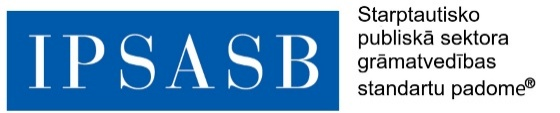 IPSASB
Starptautisko
publiskā sektora
grāmatvedības
standartu padome®